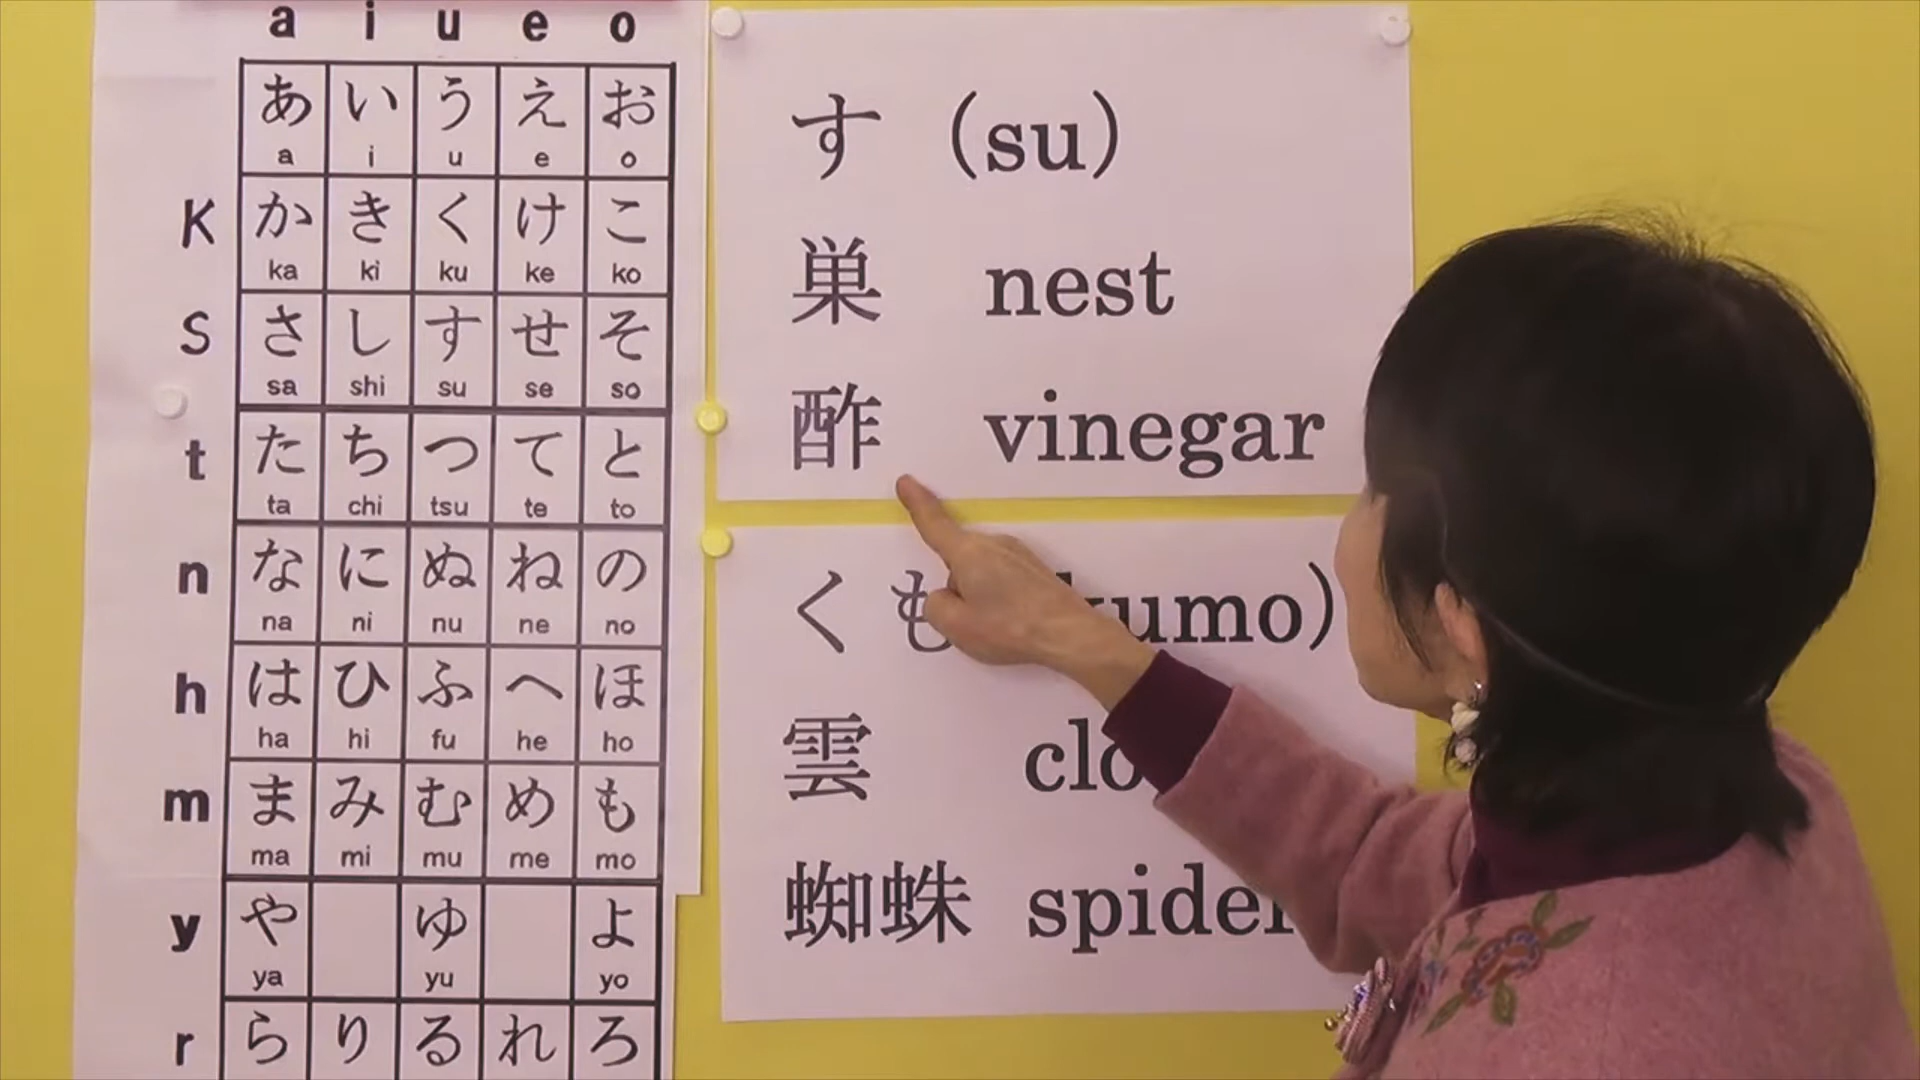 a i u e o
あ い う え お
a i u e o
K か き く け こ
ka ki ku ke ko
S さ し す せ そ
sa shi su se so
t た ち つ て と
ta chi tsu te to
n な に ぬ ね の
na ni nu ne no
h は ひ ふ へ ほ
ha hi fu he ho
m ま み む め も
ma mi mu me mo
y や ゆ よ
ya yu yo
r ら り る れ ろ
す (su)
巣 nest
酢 vinegar
くも kumo)
雲 clo
蜘蛛 spider